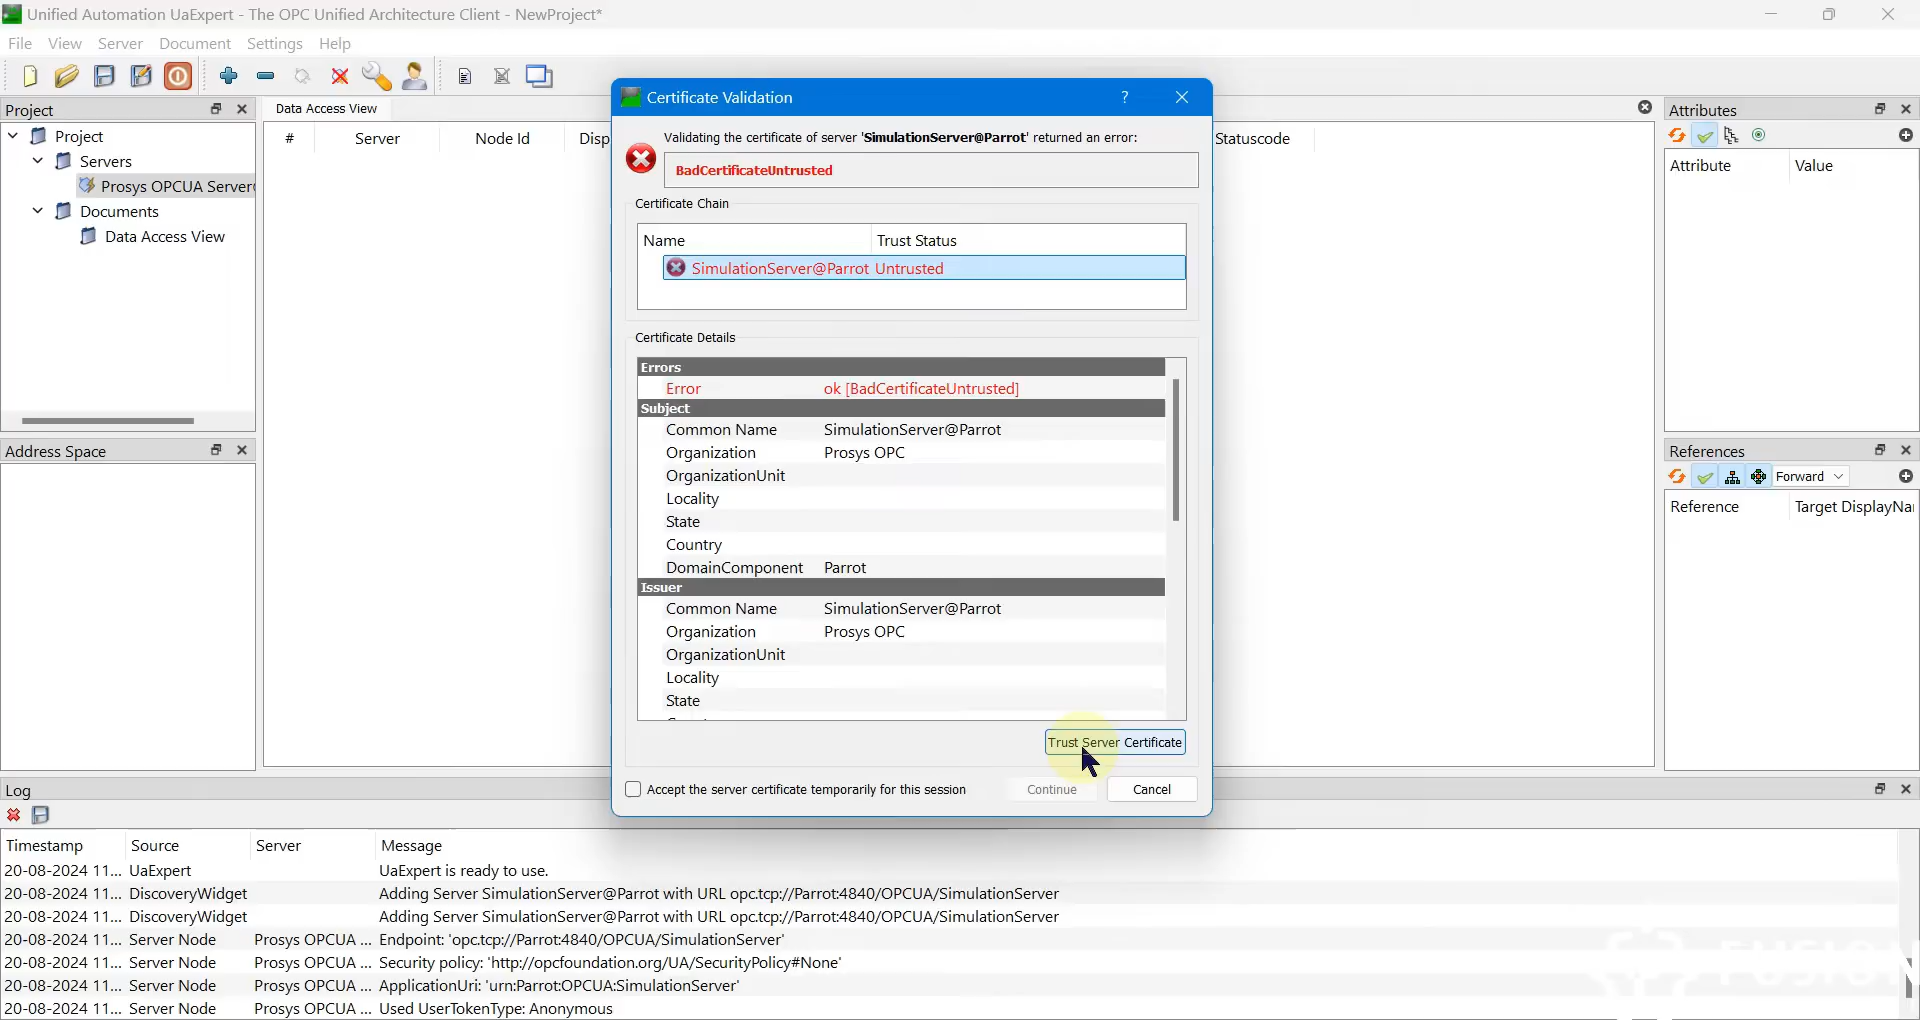 Unified Automation UaExpert - The OPC Unified Architecture Client - NewProject*
File View Server Document Settings Help
Project
Project
Servers
Prosys OPCUA Server
Documents
Data Access View
Address Space
Data Access View
# Server Node Id Disp Statuscode
Certificate Validation ?
Validating the certificate of server 'SimulationServer@Parrot' returned an error:
BadCertificateUntrusted
Certificate Chain
Name Trust Status
SimulationServer@Parrot Untrusted
Certificate Details
Errors
Error ok [BadCertificateUntrusted]
Subject
Common Name SimulationServer@Parrot
Organization Prosys OPC
OrganizationUnit
Locality
State
Country
DomainComponent Parrot
Issuer
Common Name SimulationServer@Parrot
Organization Prosys OPC
OrganizationUnit
Locality
State
Trust Server Certificate
Accept the server certificate temporarily for this session Continue Cancel
Attributes
Attribute Value
References
Forward
Reference Target DisplayNa
Log
Timestamp Source Server Message
20-08-2024 11... UaExpert UaExpert is ready to use.
20-08-2024 11... DiscoveryWidget Adding Server SimulationServer@Parrot with URL opc.tcp://Parrot:4840/OPCUA/SimulationServer
20-08-2024 11... DiscoveryWidget Adding Server SimulationServer@Parrot with URL opc.tcp://Parrot:4840/OPCUA/SimulationServer
20-08-2024 11... Server Node Prosys OPCUA ... Endpoint: 'opc.tcp://Parrot:4840/OPCUA/SimulationServer'
20-08-2024 11... Server Node Prosys OPCUA ... Security policy: 'http://opcfoundation.org/UA/SecurityPolicy#None'
20-08-2024 11... Server Node Prosys OPCUA ... ApplicationUri: 'urn:Parrot:OPCUA:SimulationServer'
20-08-2024 11... Server Node Prosys OPCUA ... Used UserTokenType: Anonymous
FUSION